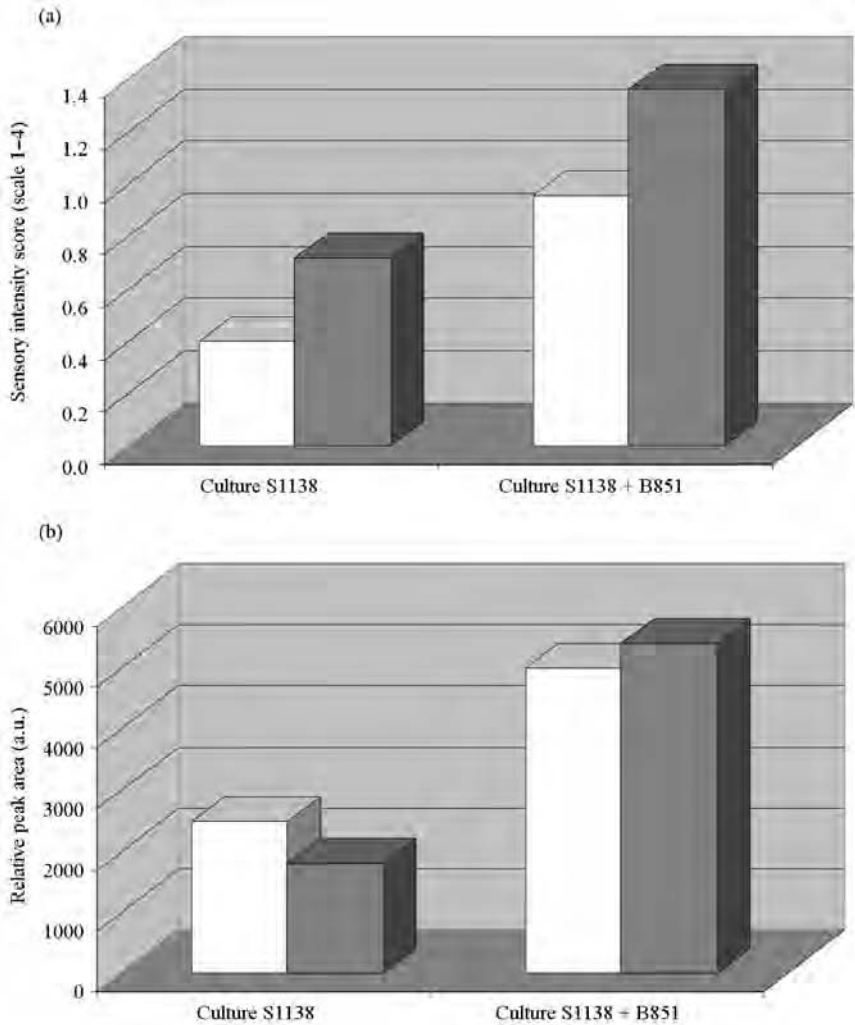 (a)
Sensory intensity score (scale 1–4)
1.4
1.2
1.0
0.8
0.6
0.4
0.2
0.0
Culture S1138
Culture S1138 + B851
(b)
Relative peak area (a.u.)
6000
5000
4000
3000
2000
1000
0
Culture S1138
Culture S1138 + B851